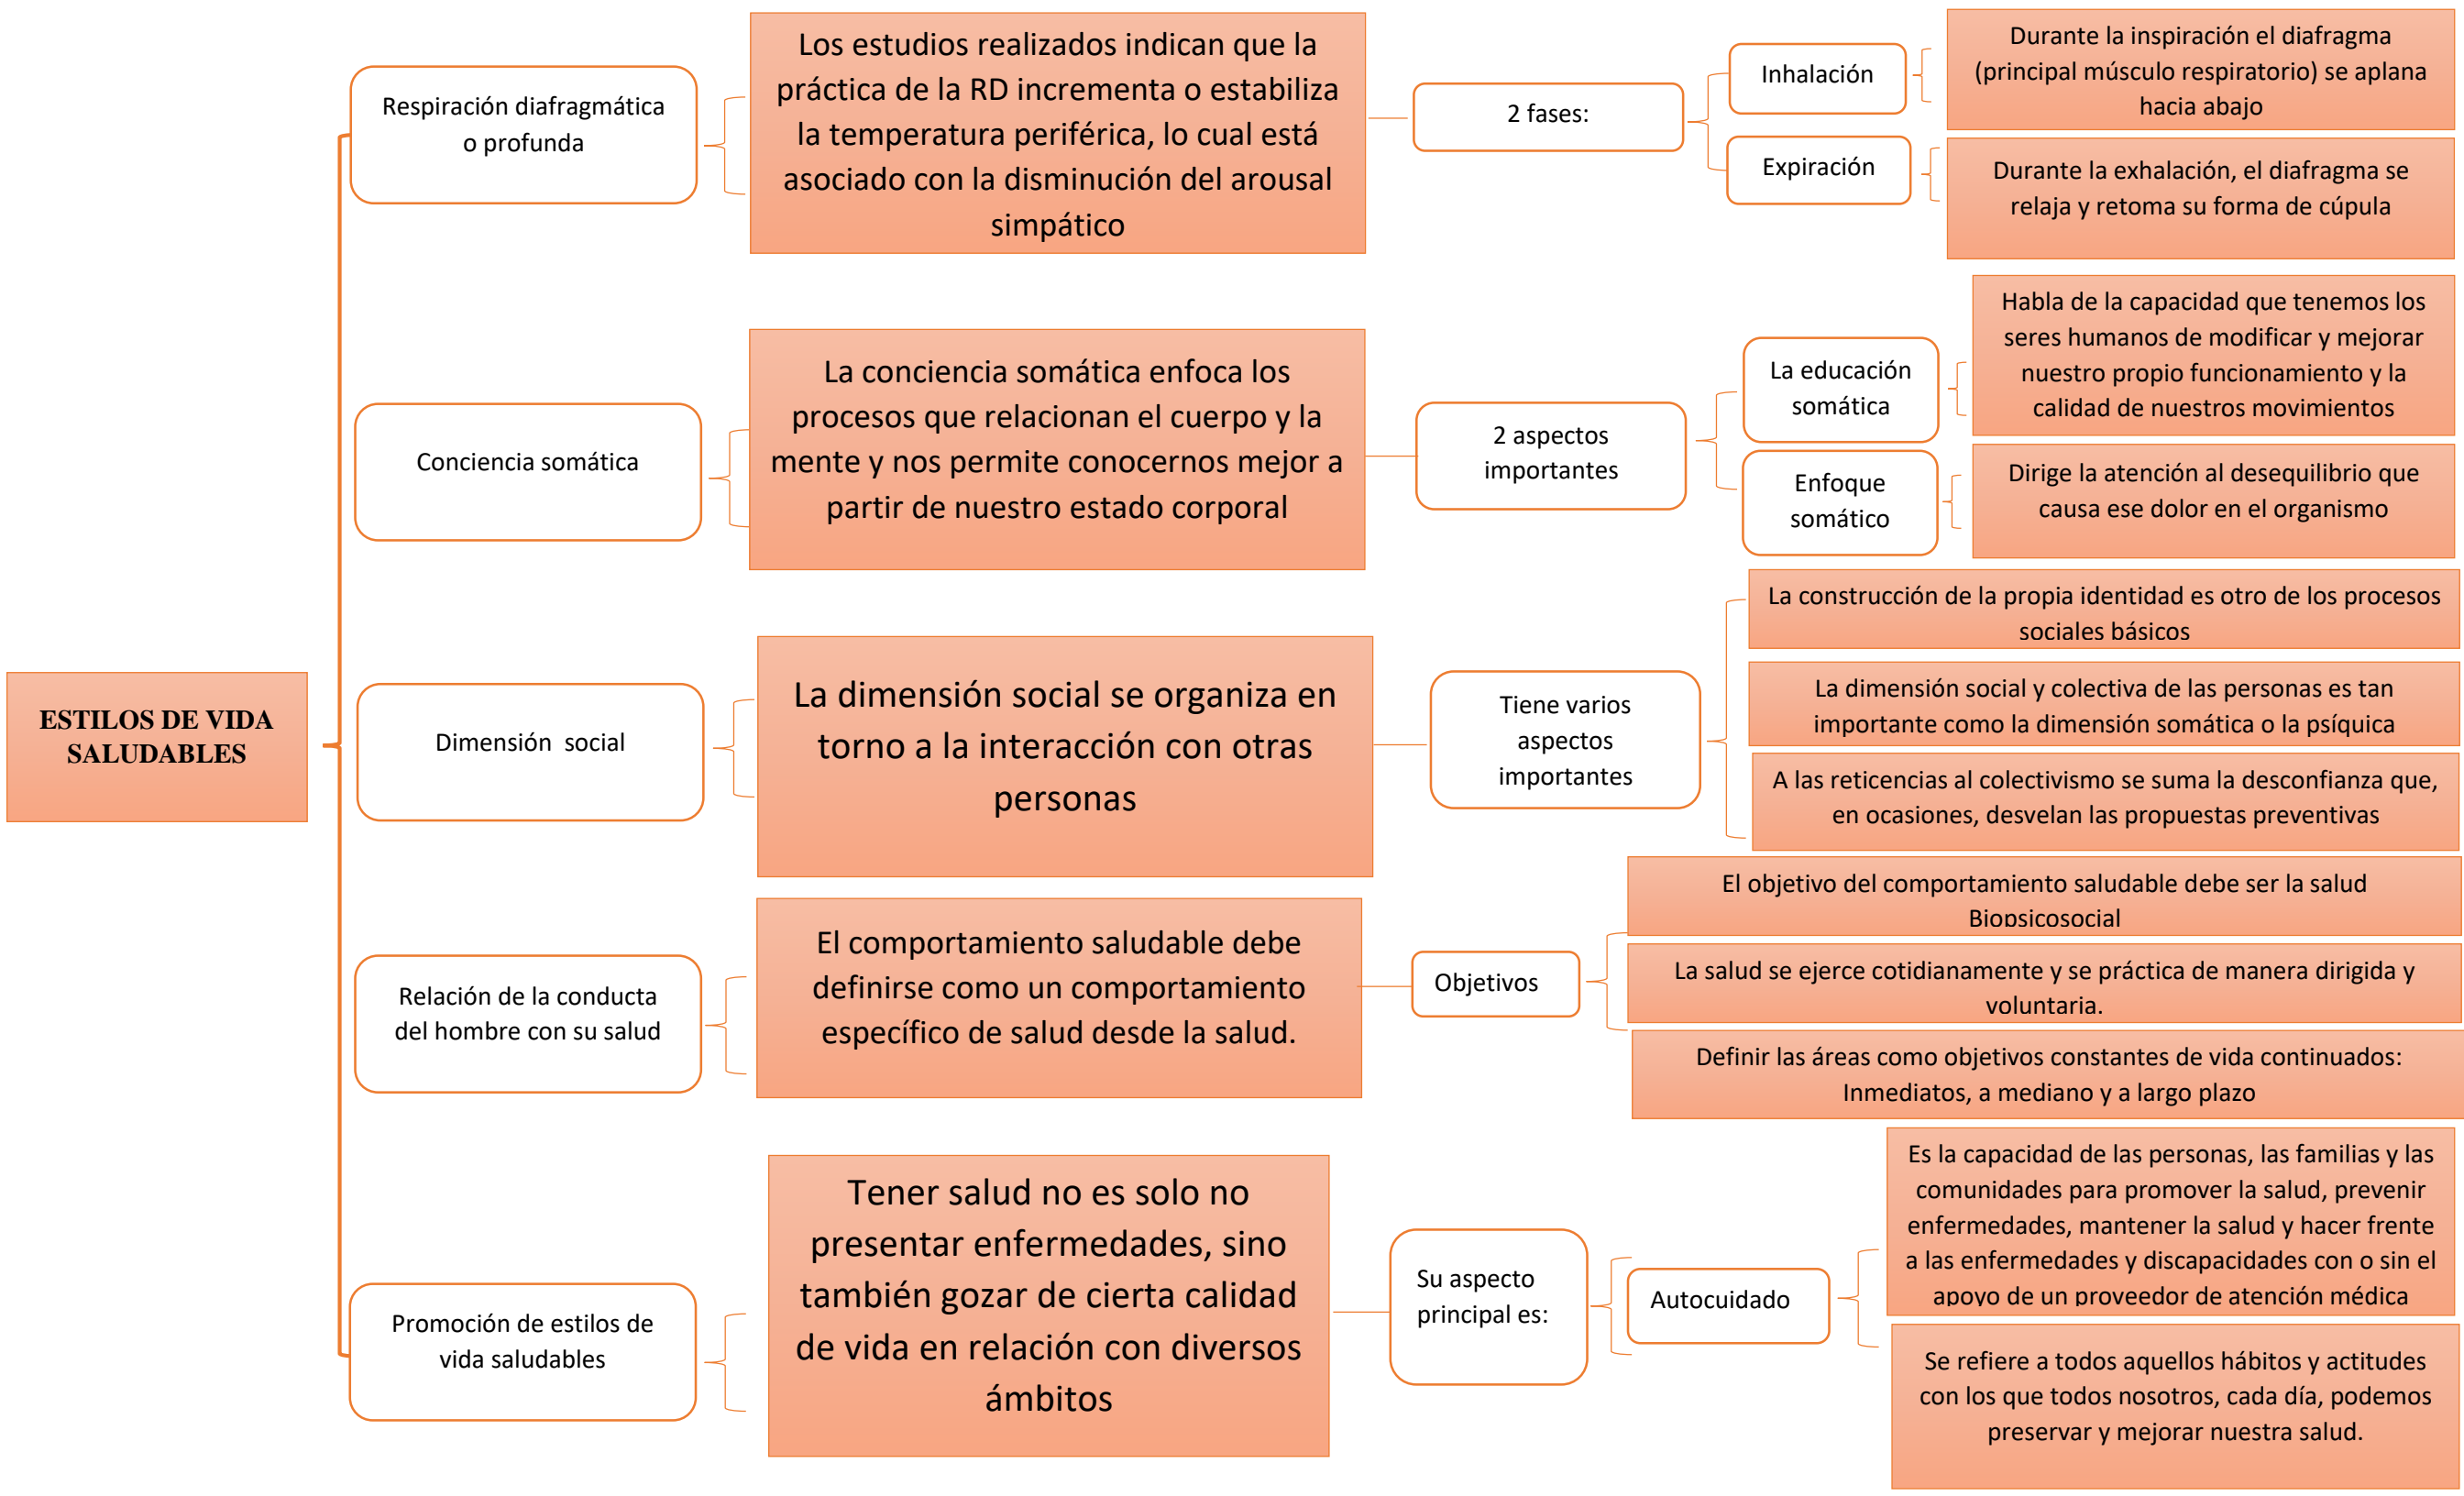 ESTILOS DE VIDA
SALUDABLES
Respiración diafragmática
o profunda
Los estudios realizados indican que la
práctica de la RD incrementa o estabiliza
la temperatura periférica, lo cual está
asociado con la disminución del arousal
simpático
2 fases:
Inhalación
Durante la inspiración el diafragma
(principal músculo respiratorio) se aplana
hacia abajo
Expiración
Durante la exhalación, el diafragma se
relaja y retoma su forma de cúpula
Conciencia somática
La conciencia somática enfoca los
procesos que relacionan el cuerpo y la
mente y nos permite conocernos mejor a
partir de nuestro estado corporal
2 aspectos
importantes
La educación
somática
Habla de la capacidad que tenemos los
seres humanos de modificar y mejorar
nuestro propio funcionamiento y la
calidad de nuestros movimientos
Enfoque
somático
Dirige la atención al desequilibrio que
causa ese dolor en el organismo
Dimensión social
La dimensión social se organiza en
torno a la interacción con otras
personas
Tiene varios
aspectos
importantes
La construcción de la propia identidad es otro de los procesos
sociales básicos
La dimensión social y colectiva de las personas es tan
importante como la dimensión somática o la psíquica
A las reticencias al colectivismo se suma la desconfianza que,
en ocasiones, desvelan las propuestas preventivas
Relación de la conducta
del hombre con su salud
El comportamiento saludable debe
definirse como un comportamiento
específico de salud desde la salud.
Objetivos
El objetivo del comportamiento saludable debe ser la salud
Biopsicosocial
La salud se ejerce cotidianamente y se práctica de manera dirigida y
voluntaria.
Definir las áreas como objetivos constantes de vida continuados:
Inmediatos, a mediano y a largo plazo
Promoción de estilos de
vida saludables
Tener salud no es solo no
presentar enfermedades, sino
también gozar de cierta calidad
de vida en relación con diversos
ámbitos
Su aspecto
principal es:
Autocuidado
Es la capacidad de las personas, las familias y las
comunidades para promover la salud, prevenir
enfermedades, mantener la salud y hacer frente
a las enfermedades y discapacidades con o sin el
apoyo de un proveedor de atención médica
Se refiere a todos aquellos hábitos y actitudes
con los que todos nosotros, cada día, podemos
preservar y mejorar nuestra salud.